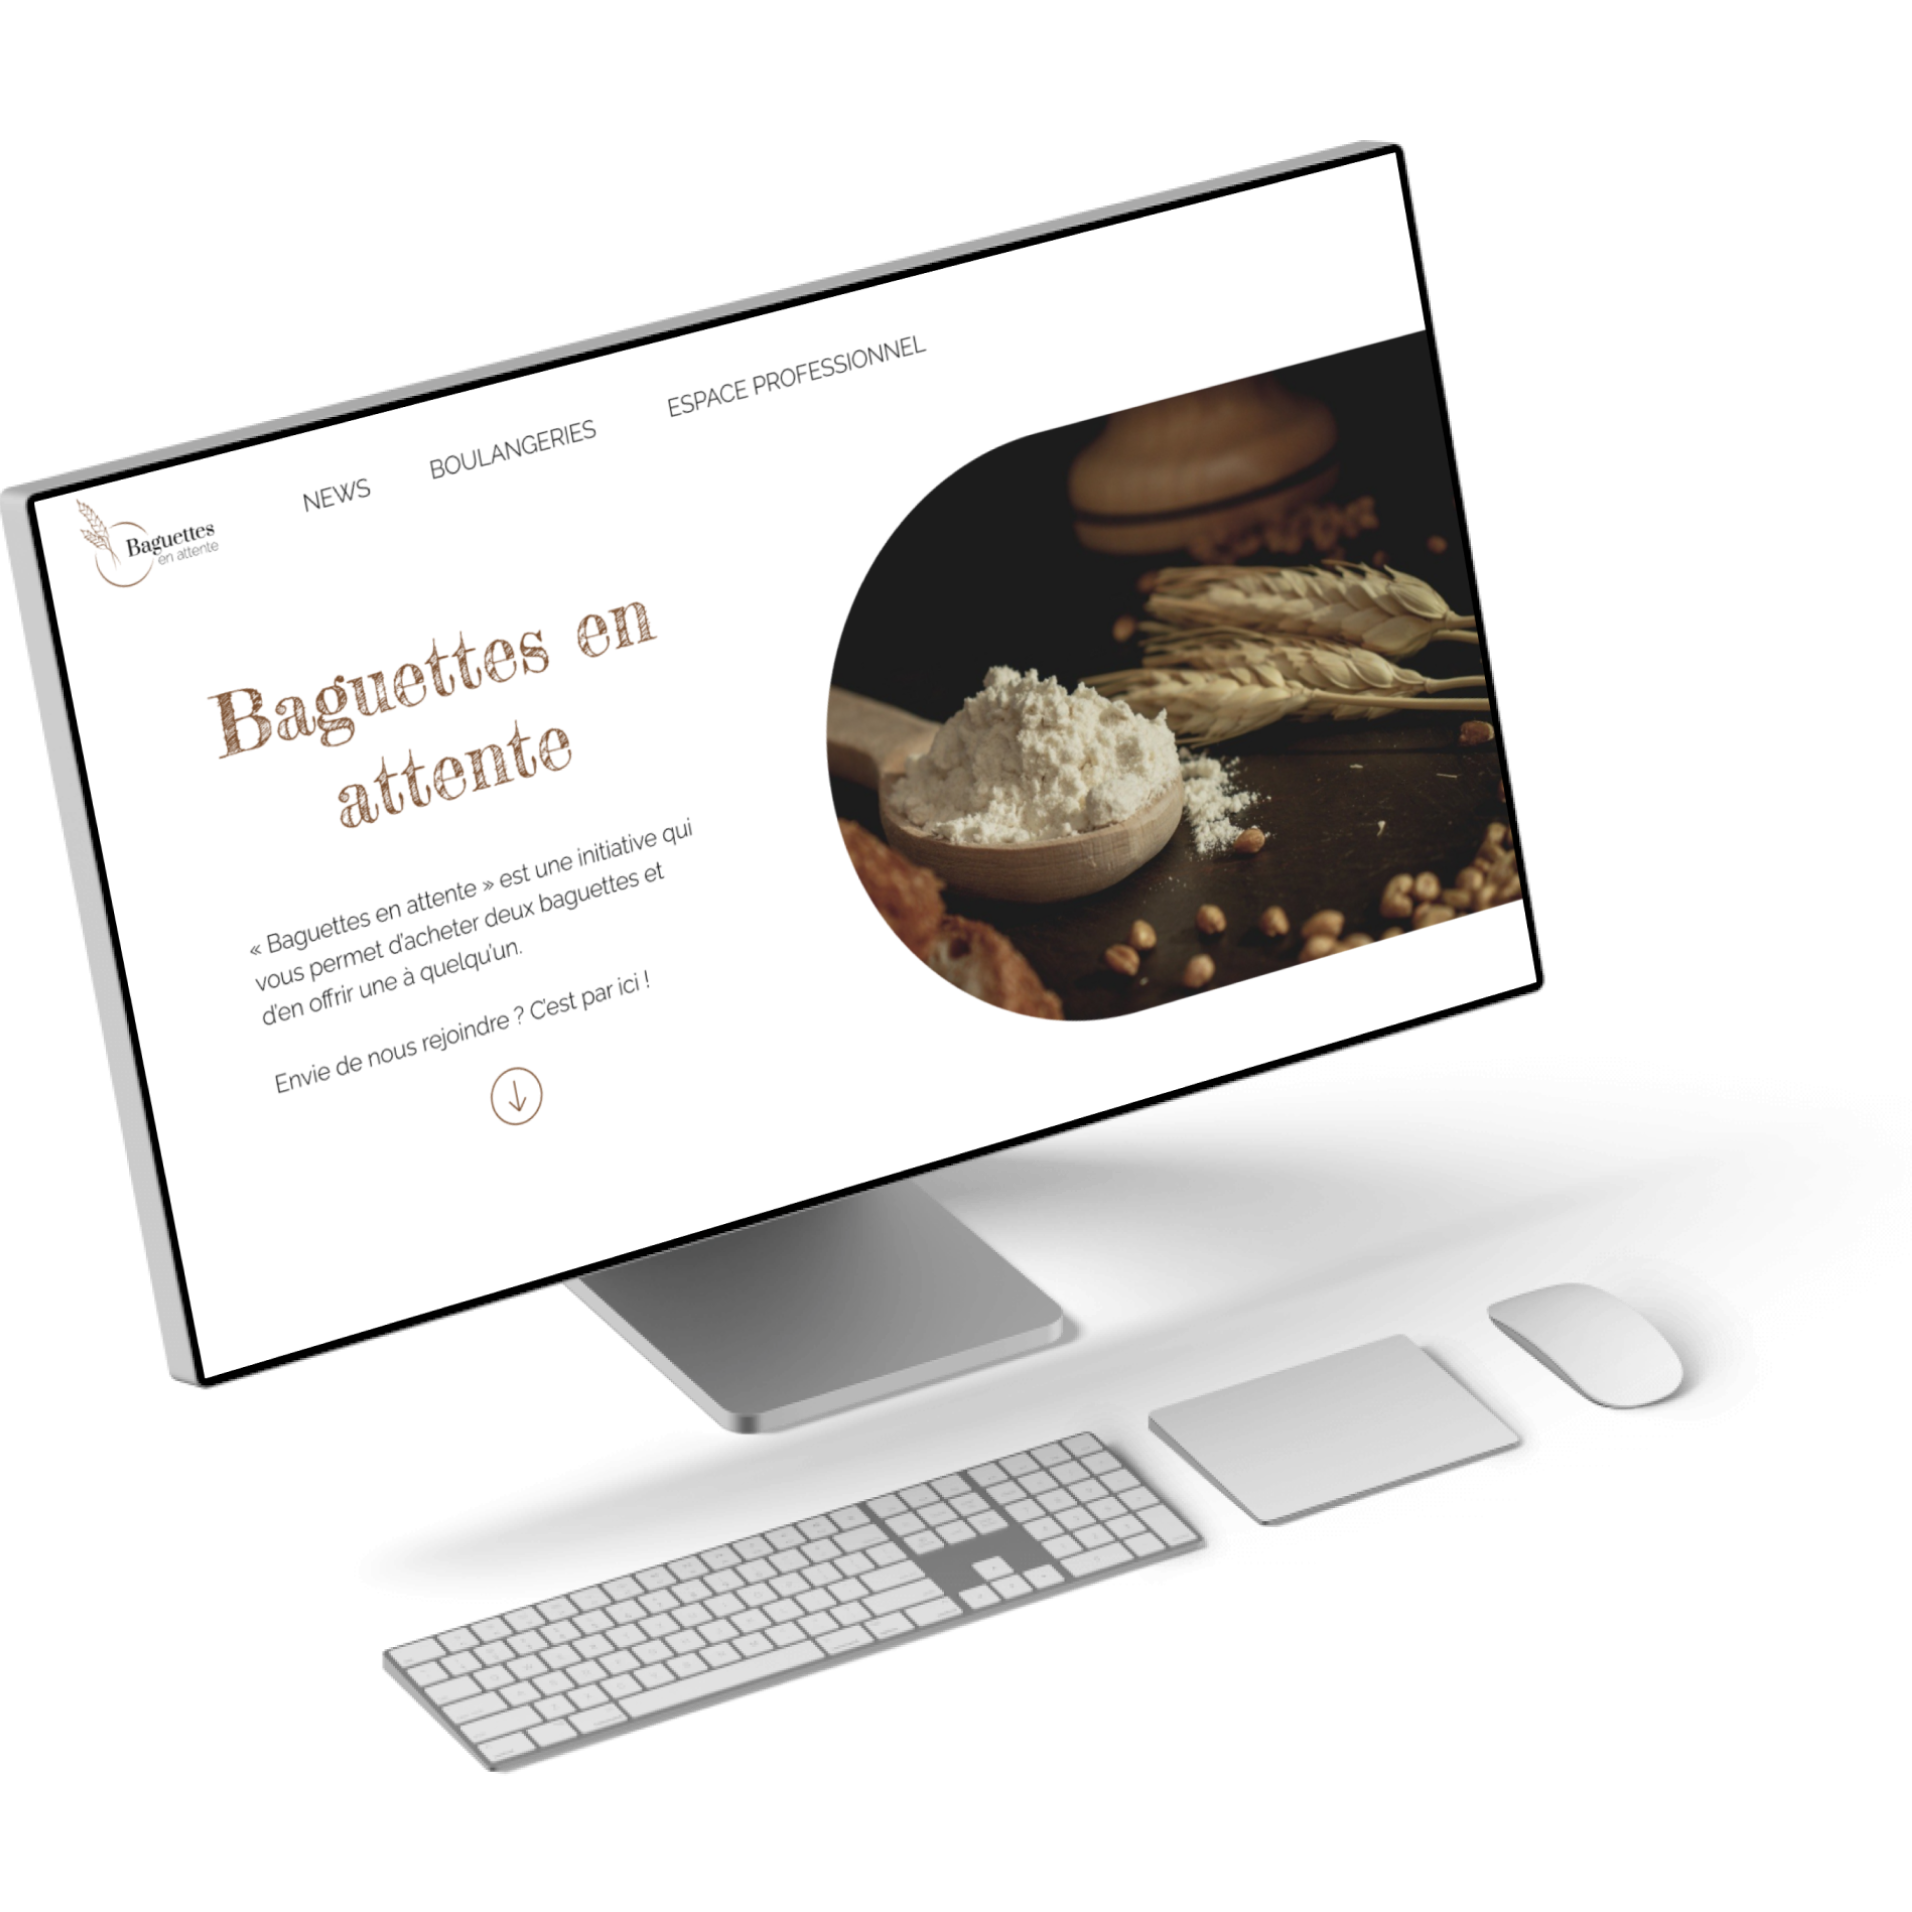 Baguettes
en attente
NEWS
BOULANGERIES
ESPACE PROFESSIONNEL
Baguettes en
attente
« Baguettes en attente » est une initiative qui
vous permet d'acheter deux baguettes et
d'en offrir une à quelqu'un.
Envie de nous rejoindre ? C'est par ici !